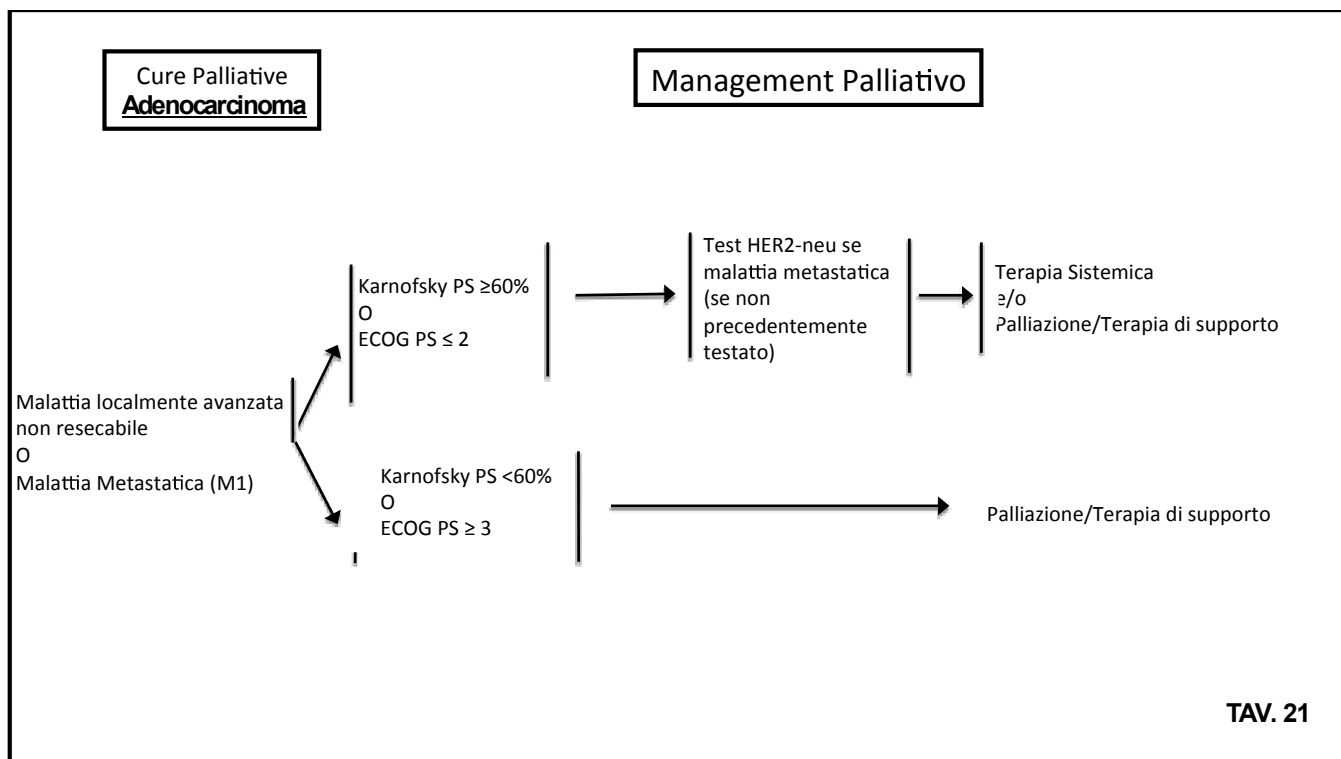 Cure Palliative
Adenocarcinoma
Management Palliativo
Malattia localmente avanzata
non resecabile
O
Malattia Metastatica (M1)
Karnofsky PS ≥60%
O
ECOG PS ≤ 2
Test HER2-neu se
malattia metastatica
(se non
precedentemente
testato)
Terapia Sistemica
e/o
Palliazione/Terapia di supporto
Karnofsky PS <60%
O
ECOG PS ≥ 3
Palliazione/Terapia di supporto
TAV. 21